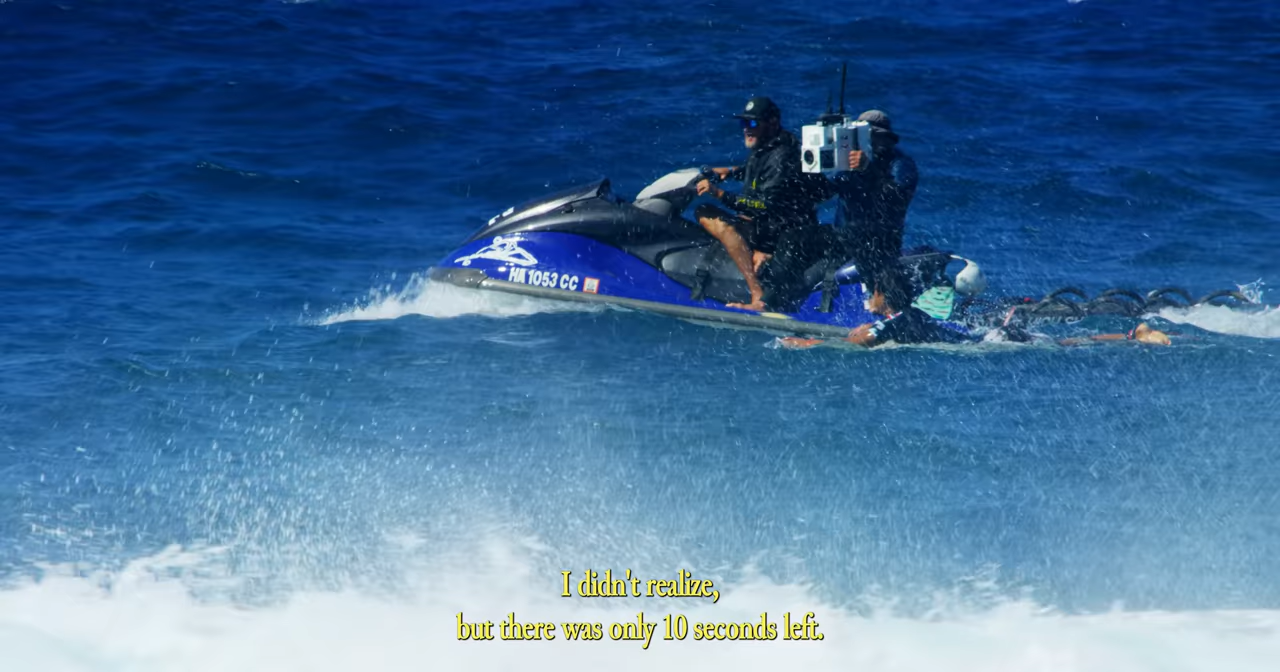 HA 1053 CC
I didn't realize,
but there was only 10 seconds left.